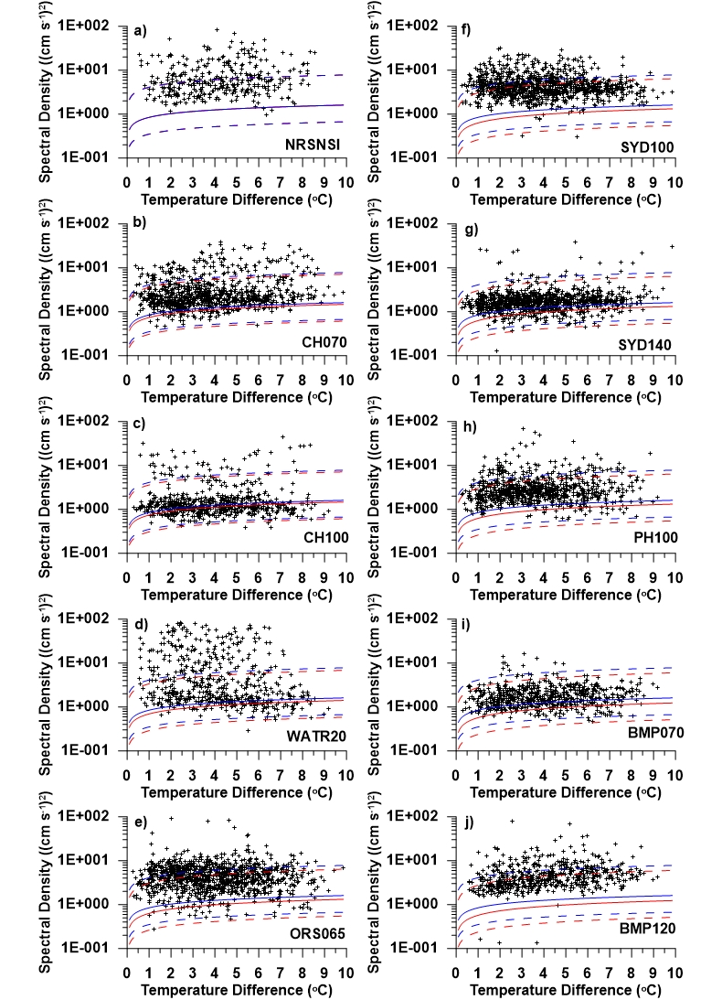 a)
1E+002
1E+001
1E+000
1E-001
Spectral Density ((cm s⁻¹)²)
NRSNSI
0 1 2 3 4 5 6 7 8 9 10
Temperature Difference (°C)
f)
1E+002
1E+001
1E+000
1E-001
Spectral Density ((cm s⁻¹)²)
SYD100
0 1 2 3 4 5 6 7 8 9 10
Temperature Difference (°C)
b)
1E+002
1E+001
1E+000
1E-001
Spectral Density ((cm s⁻¹)²)
CH070
0 1 2 3 4 5 6 7 8 9 10
Temperature Difference (°C)
g)
1E+002
1E+001
1E+000
1E-001
Spectral Density ((cm s⁻¹)²)
SYD140
0 1 2 3 4 5 6 7 8 9 10
Temperature Difference (°C)
c)
1E+002
1E+001
1E+000
1E-001
Spectral Density ((cm s⁻¹)²)
CH100
0 1 2 3 4 5 6 7 8 9 10
Temperature Difference (°C)
h)
1E+002
1E+001
1E+000
1E-001
Spectral Density ((cm s⁻¹)²)
PH100
0 1 2 3 4 5 6 7 8 9 10
Temperature Difference (°C)
d)
1E+002
1E+001
1E+000
1E-001
Spectral Density ((cm s⁻¹)²)
WATR20
0 1 2 3 4 5 6 7 8 9 10
Temperature Difference (°C)
i)
1E+002
1E+001
1E+000
1E-001
Spectral Density ((cm s⁻¹)²)
BMP070
0 1 2 3 4 5 6 7 8 9 10
Temperature Difference (°C)
e)
1E+002
1E+001
1E+000
1E-001
Spectral Density ((cm s⁻¹)²)
ORS065
0 1 2 3 4 5 6 7 8 9 10
Temperature Difference (°C)
j)
1E+002
1E+001
1E+000
1E-001
Spectral Density ((cm s⁻¹)²)
BMP120
0 1 2 3 4 5 6 7 8 9 10
Temperature Difference (°C)